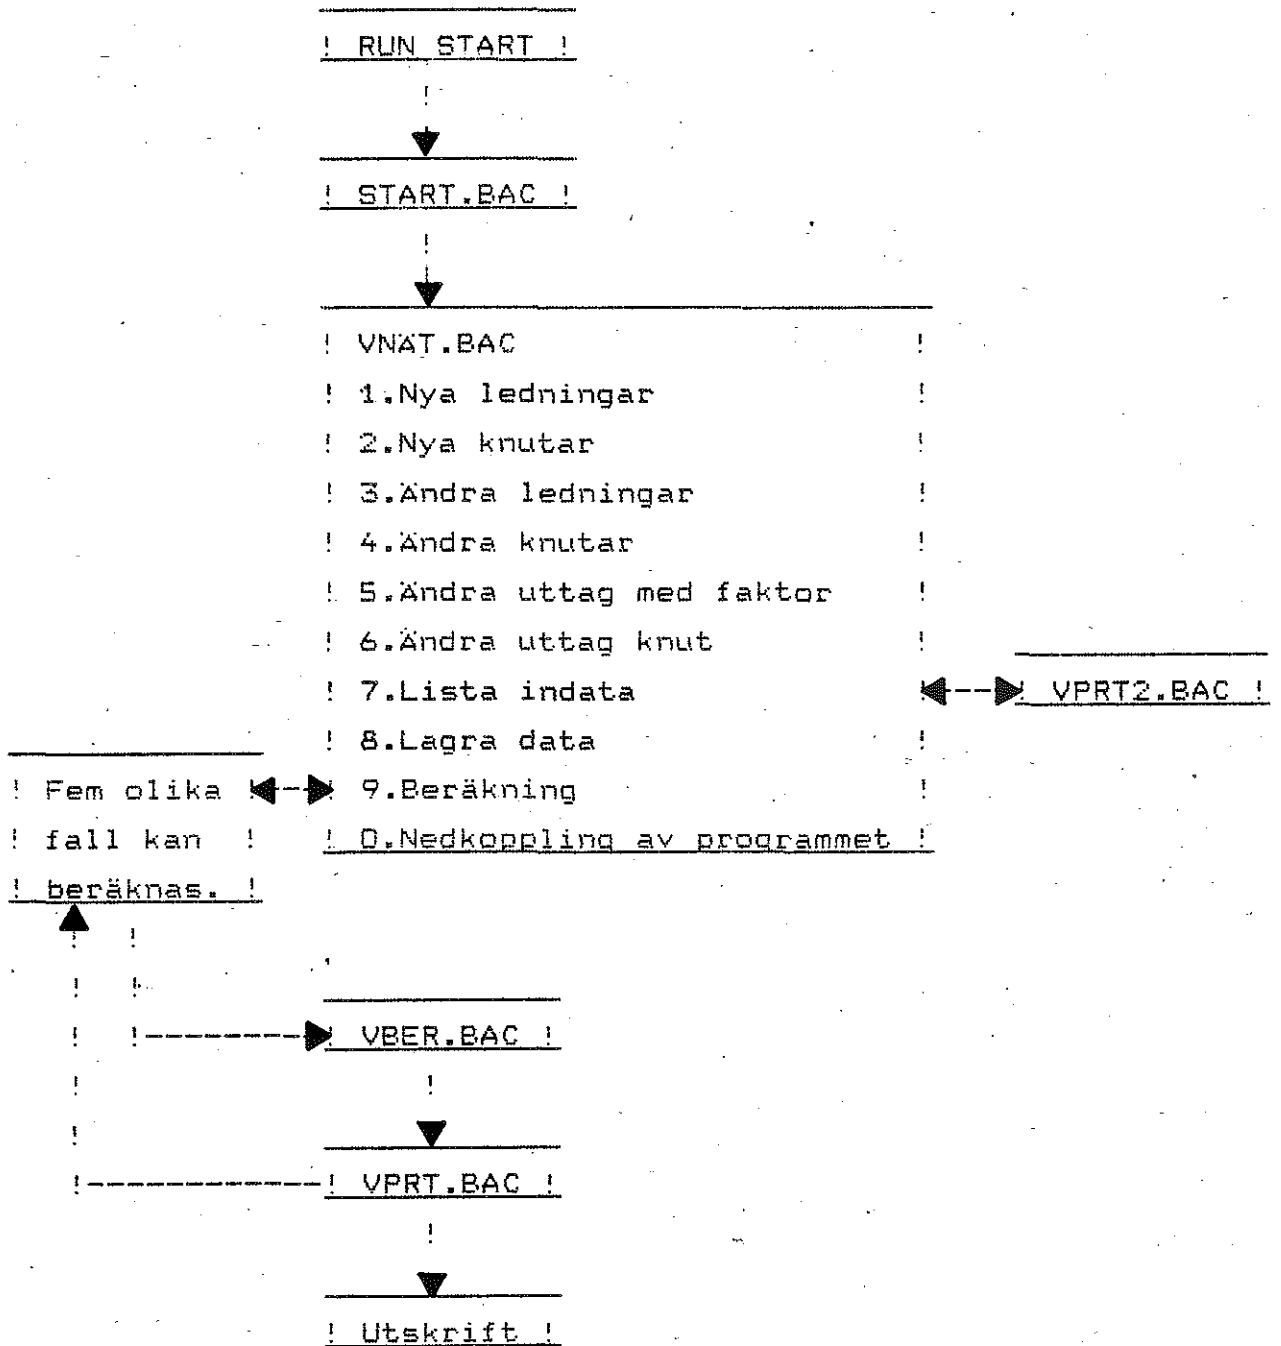 ! RUN START !
! START.BAC !
! VNÄT.BAC !
! 1.Nya ledningar !
! 2.Nya knutar !
! 3.Ändra ledningar !
! 4.Ändra knutar !
! 5.Ändra uttag med faktor !
! 6.Ändra uttag knut !
! 7.Lista indata !
! VPRT2.BAC !
! 8.Lagra data !
! 9.Beräkning !
! 0.Nedkoppling av programmet !
! Fem olika !
! fall kan !
! beräknas. !
! VBER.BAC !
! VPRT.BAC !
! Utskrift !